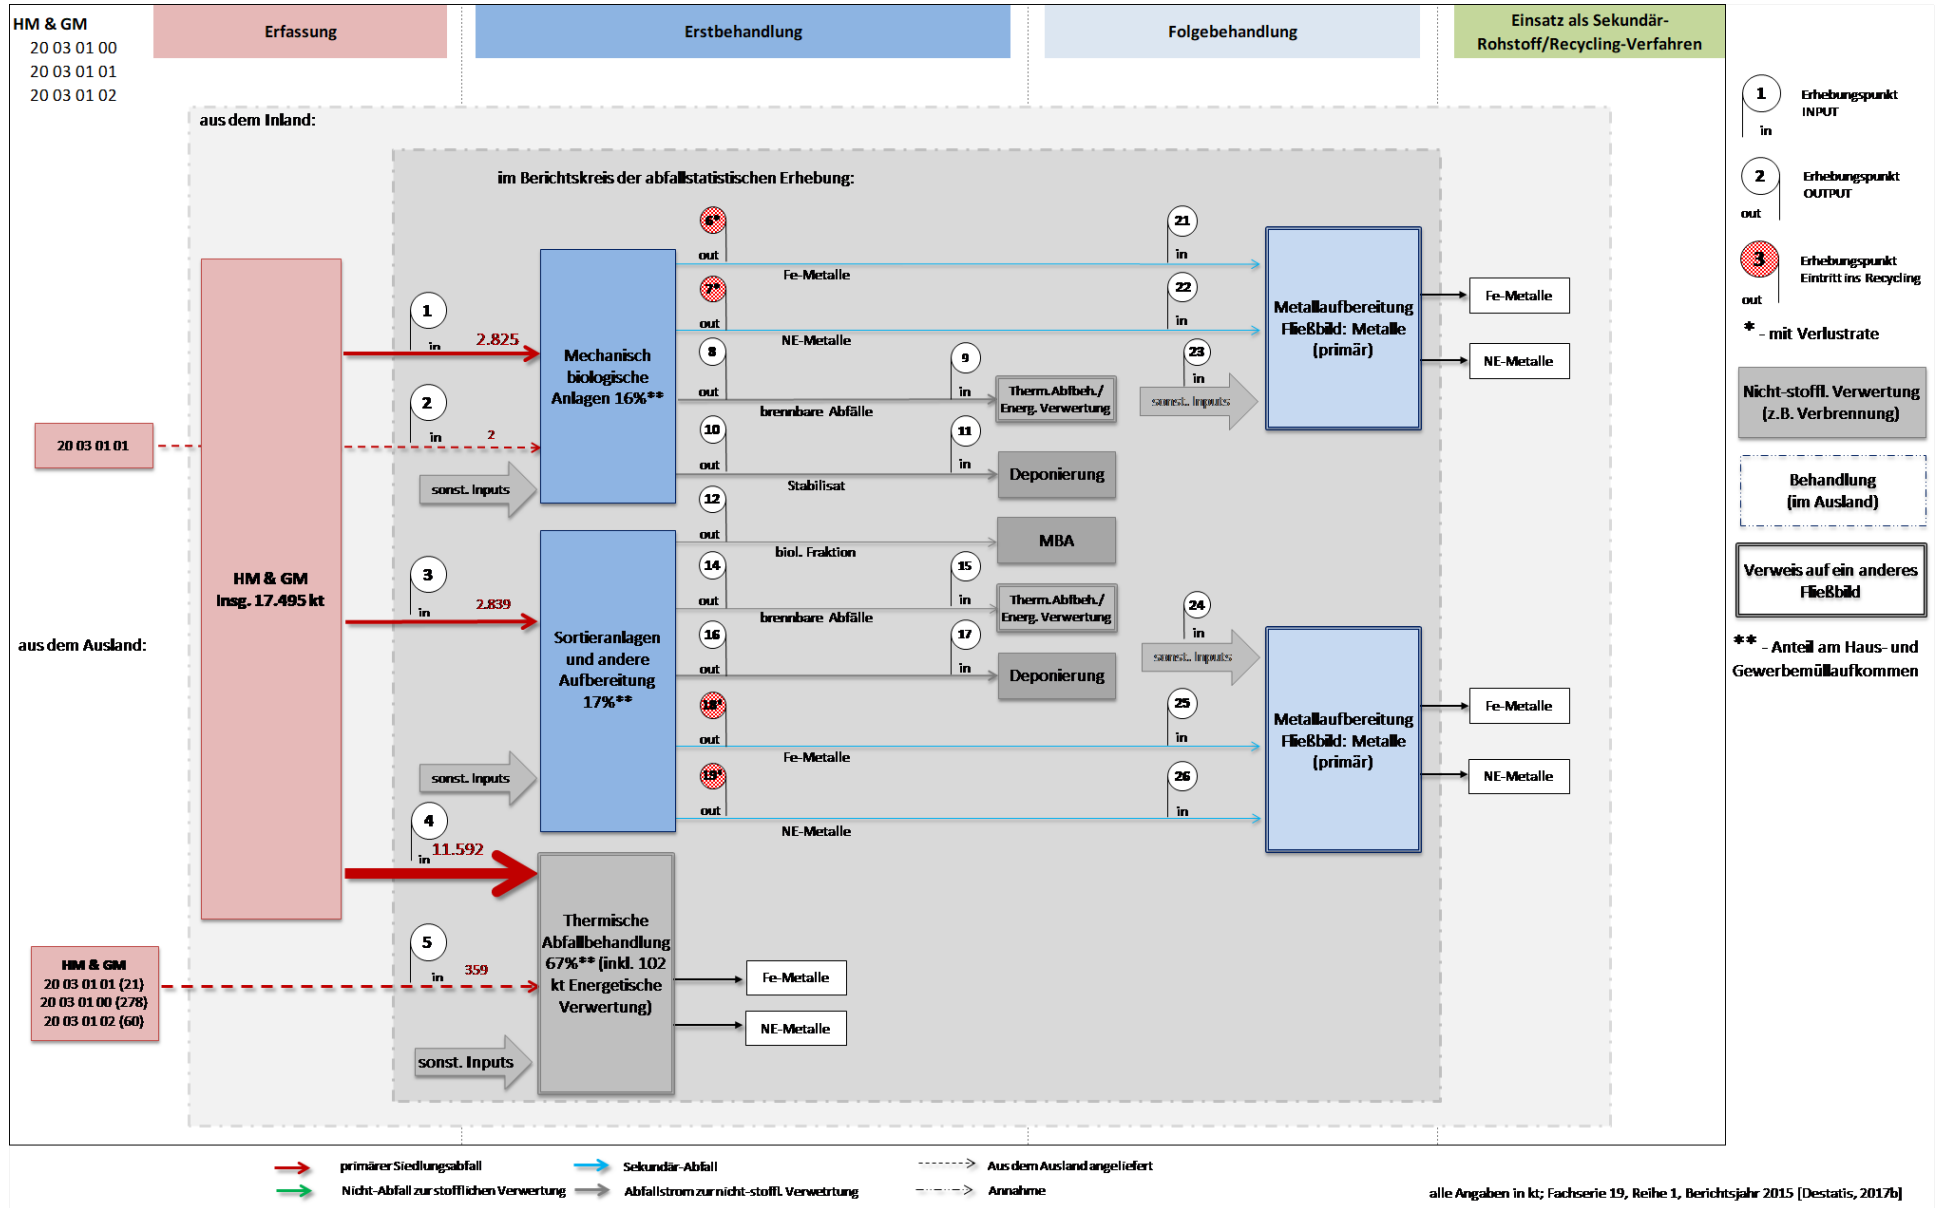 HM & GM
20 03 01 00
20 03 01 01
20 03 01 02
Erfassung
Erstbehandlung
Folgebehandlung
Einsatz als Sekundär-
Rohstoff/Recycling-Verfahren
aus dem Inland:
im Berichtskreis der abfallstatistischen Erhebung:
aus dem Ausland:
20 03 01 01
HM & GM
Insg. 17.495 kt
HM & GM
20 03 01 01 (21)
20 03 01 00 (278)
20 03 01 02 (60)
1
in
2.825
2
in
2
sonst. Inputs
3
in
2.839
sonst. Inputs
4
in
11.592
5
in
359
sonst. Inputs
Mechanisch
biologische
Anlagen 16%**
Sortieranlagen
und andere
Aufbereitung
17%**
Thermische
Abfallbehandlung
67%** (inkl. 102
kt Energetische
Verwertung)
6*
out
Fe-Metalle
7*
out
NE-Metalle
8
out
brennbare Abfälle
9
in
Therm.Abfbeh./
Energ. Verwertung
10
out
Stabilisat
11
in
Deponierung
12
out
biol. Fraktion
MBA
14
out
brennbare Abfälle
15
in
Therm.Abfbeh./
Energ. Verwertung
16
out
17
in
Deponierung
18*
out
Fe-Metalle
19*
out
NE-Metalle
Fe-Metalle
NE-Metalle
21
in
22
in
23
in
sonst. Inputs
Metallaufbereitung
Fließbild: Metalle
(primär)
Fe-Metalle
NE-Metalle
24
in
sonst. Inputs
25
in
26
in
Metallaufbereitung
Fließbild: Metalle
(primär)
Fe-Metalle
NE-Metalle
1
in
Erhebungspunkt
INPUT
2
out
Erhebungspunkt
OUTPUT
3
out
Erhebungspunkt
Eintritt ins Recycling
* - mit Verlustrate
Nicht-stoffl. Verwertung
(z.B. Verbrennung)
Behandlung
(im Ausland)
Verweis auf ein anderes
Fließbild
** - Anteil am Haus- und
Gewerbemüllaufkommen
primärer Siedlungsabfall
Sekundär-Abfall
Aus dem Ausland angeliefert
Nicht-Abfall zur stofflichen Verwertung
Abfallstrom zur nicht-stoffl. Verwetrtung
Annahme
alle Angaben in kt; Fachserie 19, Reihe 1, Berichtsjahr 2015 [Destatis, 2017b]